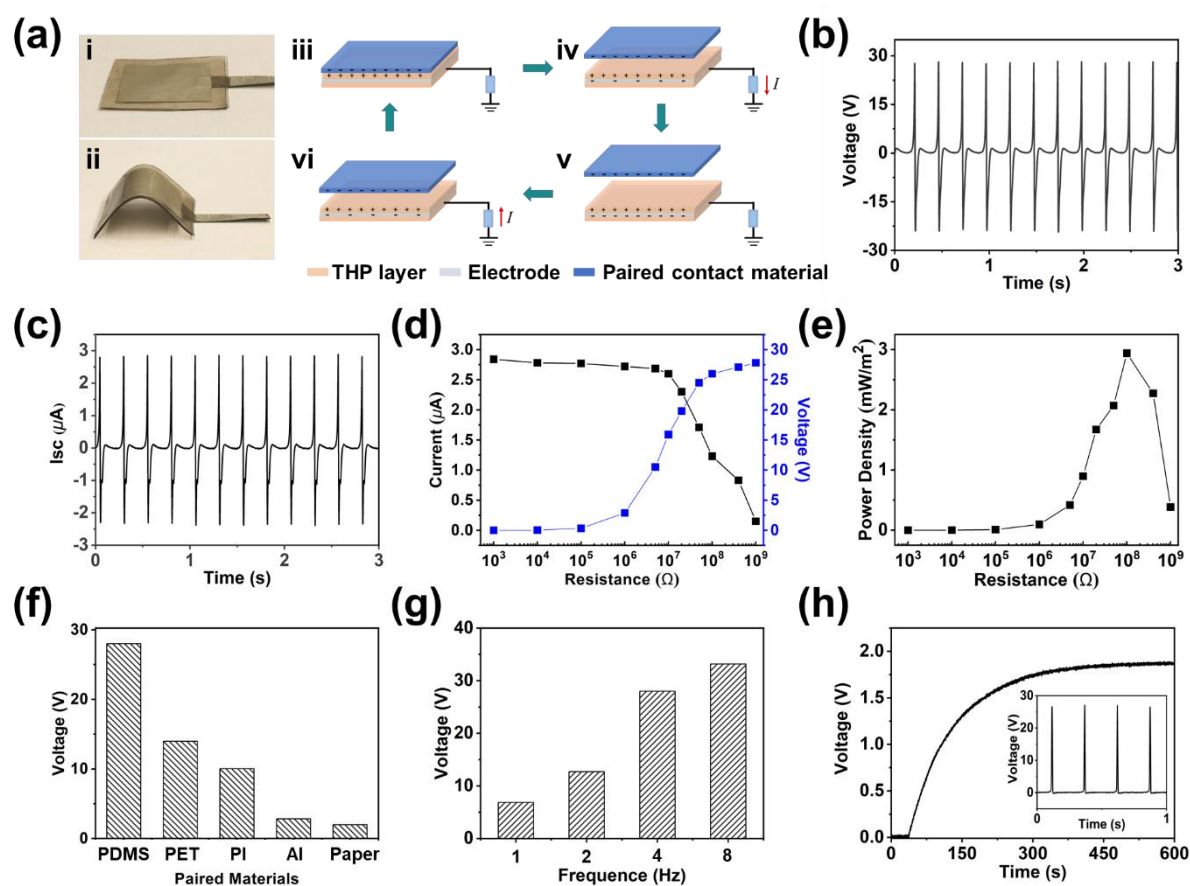 (a)
i
ii
iii
iv
I
vi
v
I
THP layer
Electrode
Paired contact material
(b)
Voltage (V)
30
15
0
-15
-30
0
1
2
3
Time (s)
(c)
Isc (μA)
3
2
1
0
-1
-2
-3
0
1
2
3
Time (s)
(d)
Current (μA)
3.0
2.5
2.0
1.5
1.0
0.5
0.0
30
25
20
15
10
5
0
Voltage (V)
10³ 10⁴ 10⁵ 10⁶ 10⁷ 10⁸ 10⁹
Resistance (Ω)
(e)
Power Density (mW/m²)
3
2
1
0
10³ 10⁴ 10⁵ 10⁶ 10⁷ 10⁸ 10⁹
Resistance (Ω)
(f)
Voltage (V)
30
20
10
0
PDMS PET PI Al Paper
Paired Materials
(g)
Voltage (V)
40
30
20
10
0
1 2 4 8
Frequence (Hz)
(h)
Voltage (V)
2.0
1.5
1.0
0.5
0.0
0 150 300 450 600
Time (s)
Voltage (V)
30
20
10
0
0
1
Time (s)